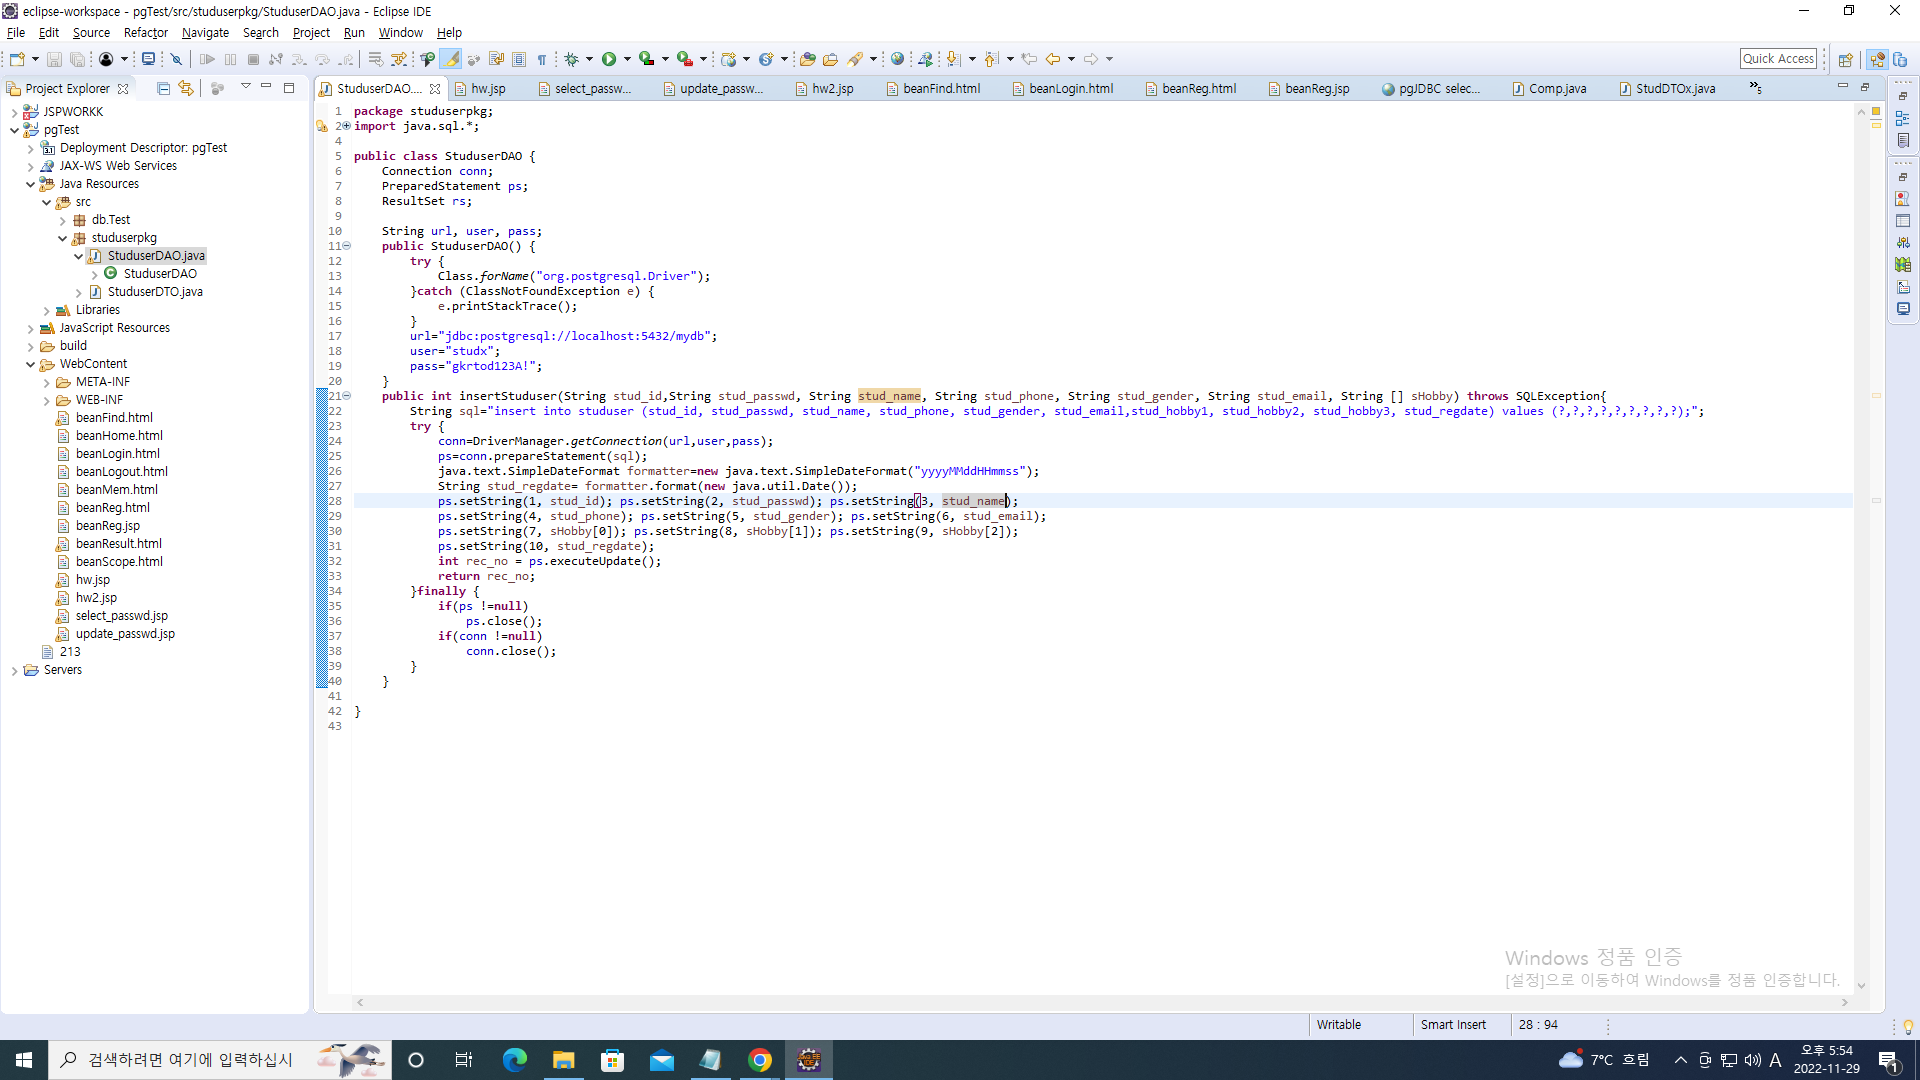 eclipse-workspace - pgTest/src/studuserpkg/StuduserDAO.java - Eclipse IDE
File Edit Source Refactor Navigate Search Project Run Window Help
Quick Access
Project Explorer
StuduserDAO.... hw.jsp select_passw... update_passw... hw2.jsp beanFind.html beanLogin.html beanReg.html beanReg.jsp pgJDBC selec... Comp.java StudDTOx.java »5
JSPWORKK
pgTest
Deployment Descriptor: pgTest
JAX-WS Web Services
Java Resources
src
db.Test
studuserpkg
StuduserDAO.java
StuduserDAO
StuduserDTO.java
Libraries
JavaScript Resources
build
WebContent
META-INF
WEB-INF
beanFind.html
beanHome.html
beanLogin.html
beanLogout.html
beanMem.html
beanReg.html
beanReg.jsp
beanResult.html
beanScope.html
hw.jsp
hw2.jsp
select_passwd.jsp
update_passwd.jsp
213
Servers
1 package studuserpkg;
2 import java.sql.*;
4
5 public class StuduserDAO {
6 Connection conn;
7 PreparedStatement ps;
8 ResultSet rs;
9
10 String url, user, pass;
11 public StuduserDAO() {
12 try {
13 Class.forName("org.postgresql.Driver");
14 }catch (ClassNotFoundException e) {
15 e.printStackTrace();
16 }
17 url="jdbc:postgresql://localhost:5432/mydb";
18 user="studx";
19 pass="gkrtod123A!";
20 }
21 public int insertStuduser(String stud_id,String stud_passwd, String stud_name, String stud_phone, String stud_gender, String stud_email, String [] sHobby) throws SQLException{
22 String sql="insert into studuser (stud_id, stud_passwd, stud_name, stud_phone, stud_gender, stud_email,stud_hobby1, stud_hobby2, stud_hobby3, stud_regdate) values (?,?,?,?,?,?,?,?,?);";
23 try {
24 conn=DriverManager.getConnection(url,user,pass);
25 ps=conn.prepareStatement(sql);
26 java.text.SimpleDateFormat formatter=new java.text.SimpleDateFormat("yyyyMMddHHmmss");
27 String stud_regdate= formatter.format(new java.util.Date());
28 ps.setString(1, stud_id); ps.setString(2, stud_passwd); ps.setString(3, stud_name);
29 ps.setString(4, stud_phone); ps.setString(5, stud_gender); ps.setString(6, stud_email);
30 ps.setString(7, sHobby[0]); ps.setString(8, sHobby[1]); ps.setString(9, sHobby[2]);
31 ps.setString(10, stud_regdate);
32 int rec_no = ps.executeUpdate();
33 return rec_no;
34 }finally {
35 if(ps !=null)
36 ps.close();
37 if(conn !=null)
38 conn.close();
39 }
40 }
41
42 }
43
Windows 정품 인증
[설정]으로 이동하여 Windows를 정품 인증합니다.
Writable Smart Insert 28 : 94
검색하려면 여기에 입력하십시
7°C 흐림 A 오후 5:54
2022-11-29
1